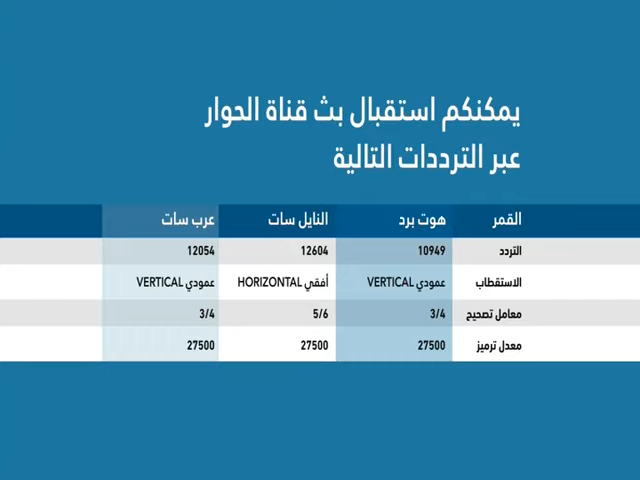 يمكنكم استقبال بث قناة الحوار
عبر الترددات التالية
القمر هوت برد النايل سات عرب سات
التردد 10949 12604 12054
الاستقطاب عمودي VERTICAL أفقي HORIZONTAL عمودي VERTICAL
معامل تصحيح 3/4 5/6 3/4
معدل ترميز 27500 27500 27500